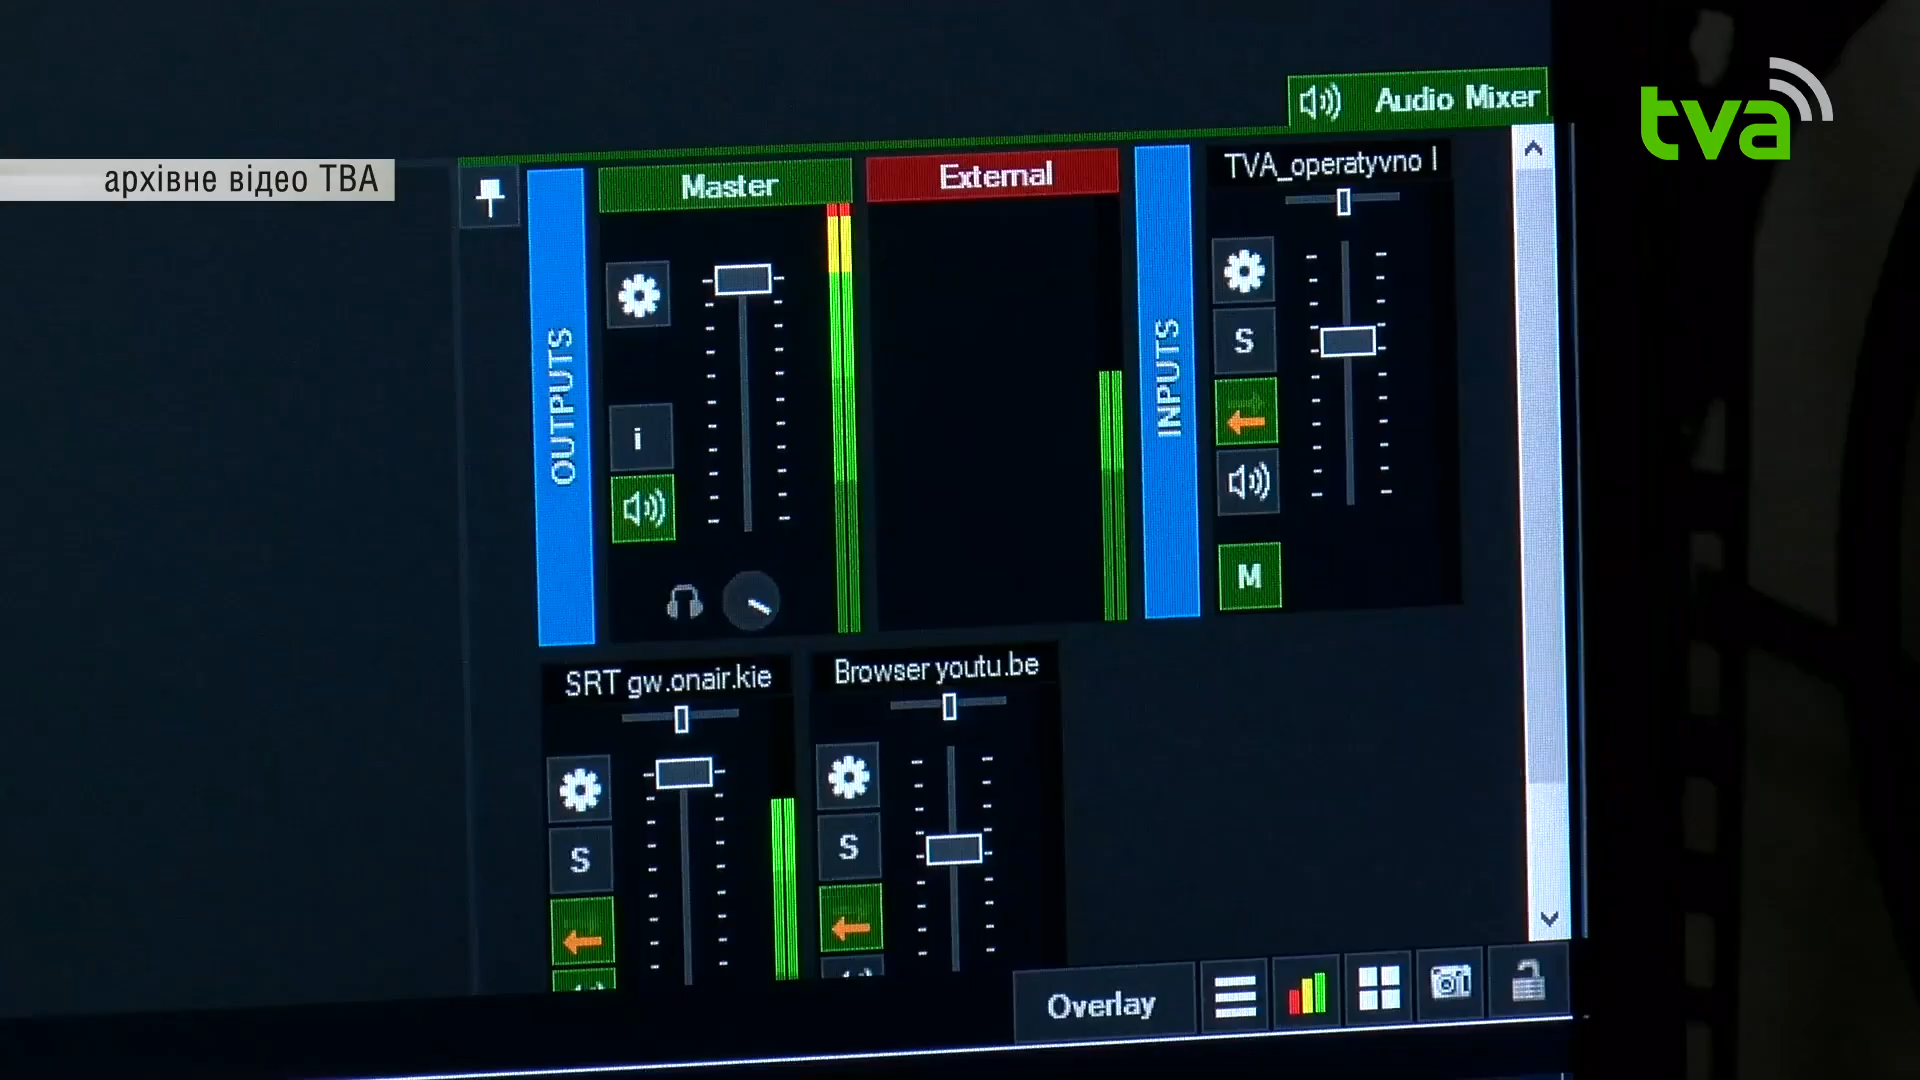 Audio Mixer
tva
архівне відео ТВА
Master
External
TVA_operatyvno I
OUTPUTS
INPUTS
S
i
M
SRT gw.onair.kie
Browser youtu.be
S
S
Overlay